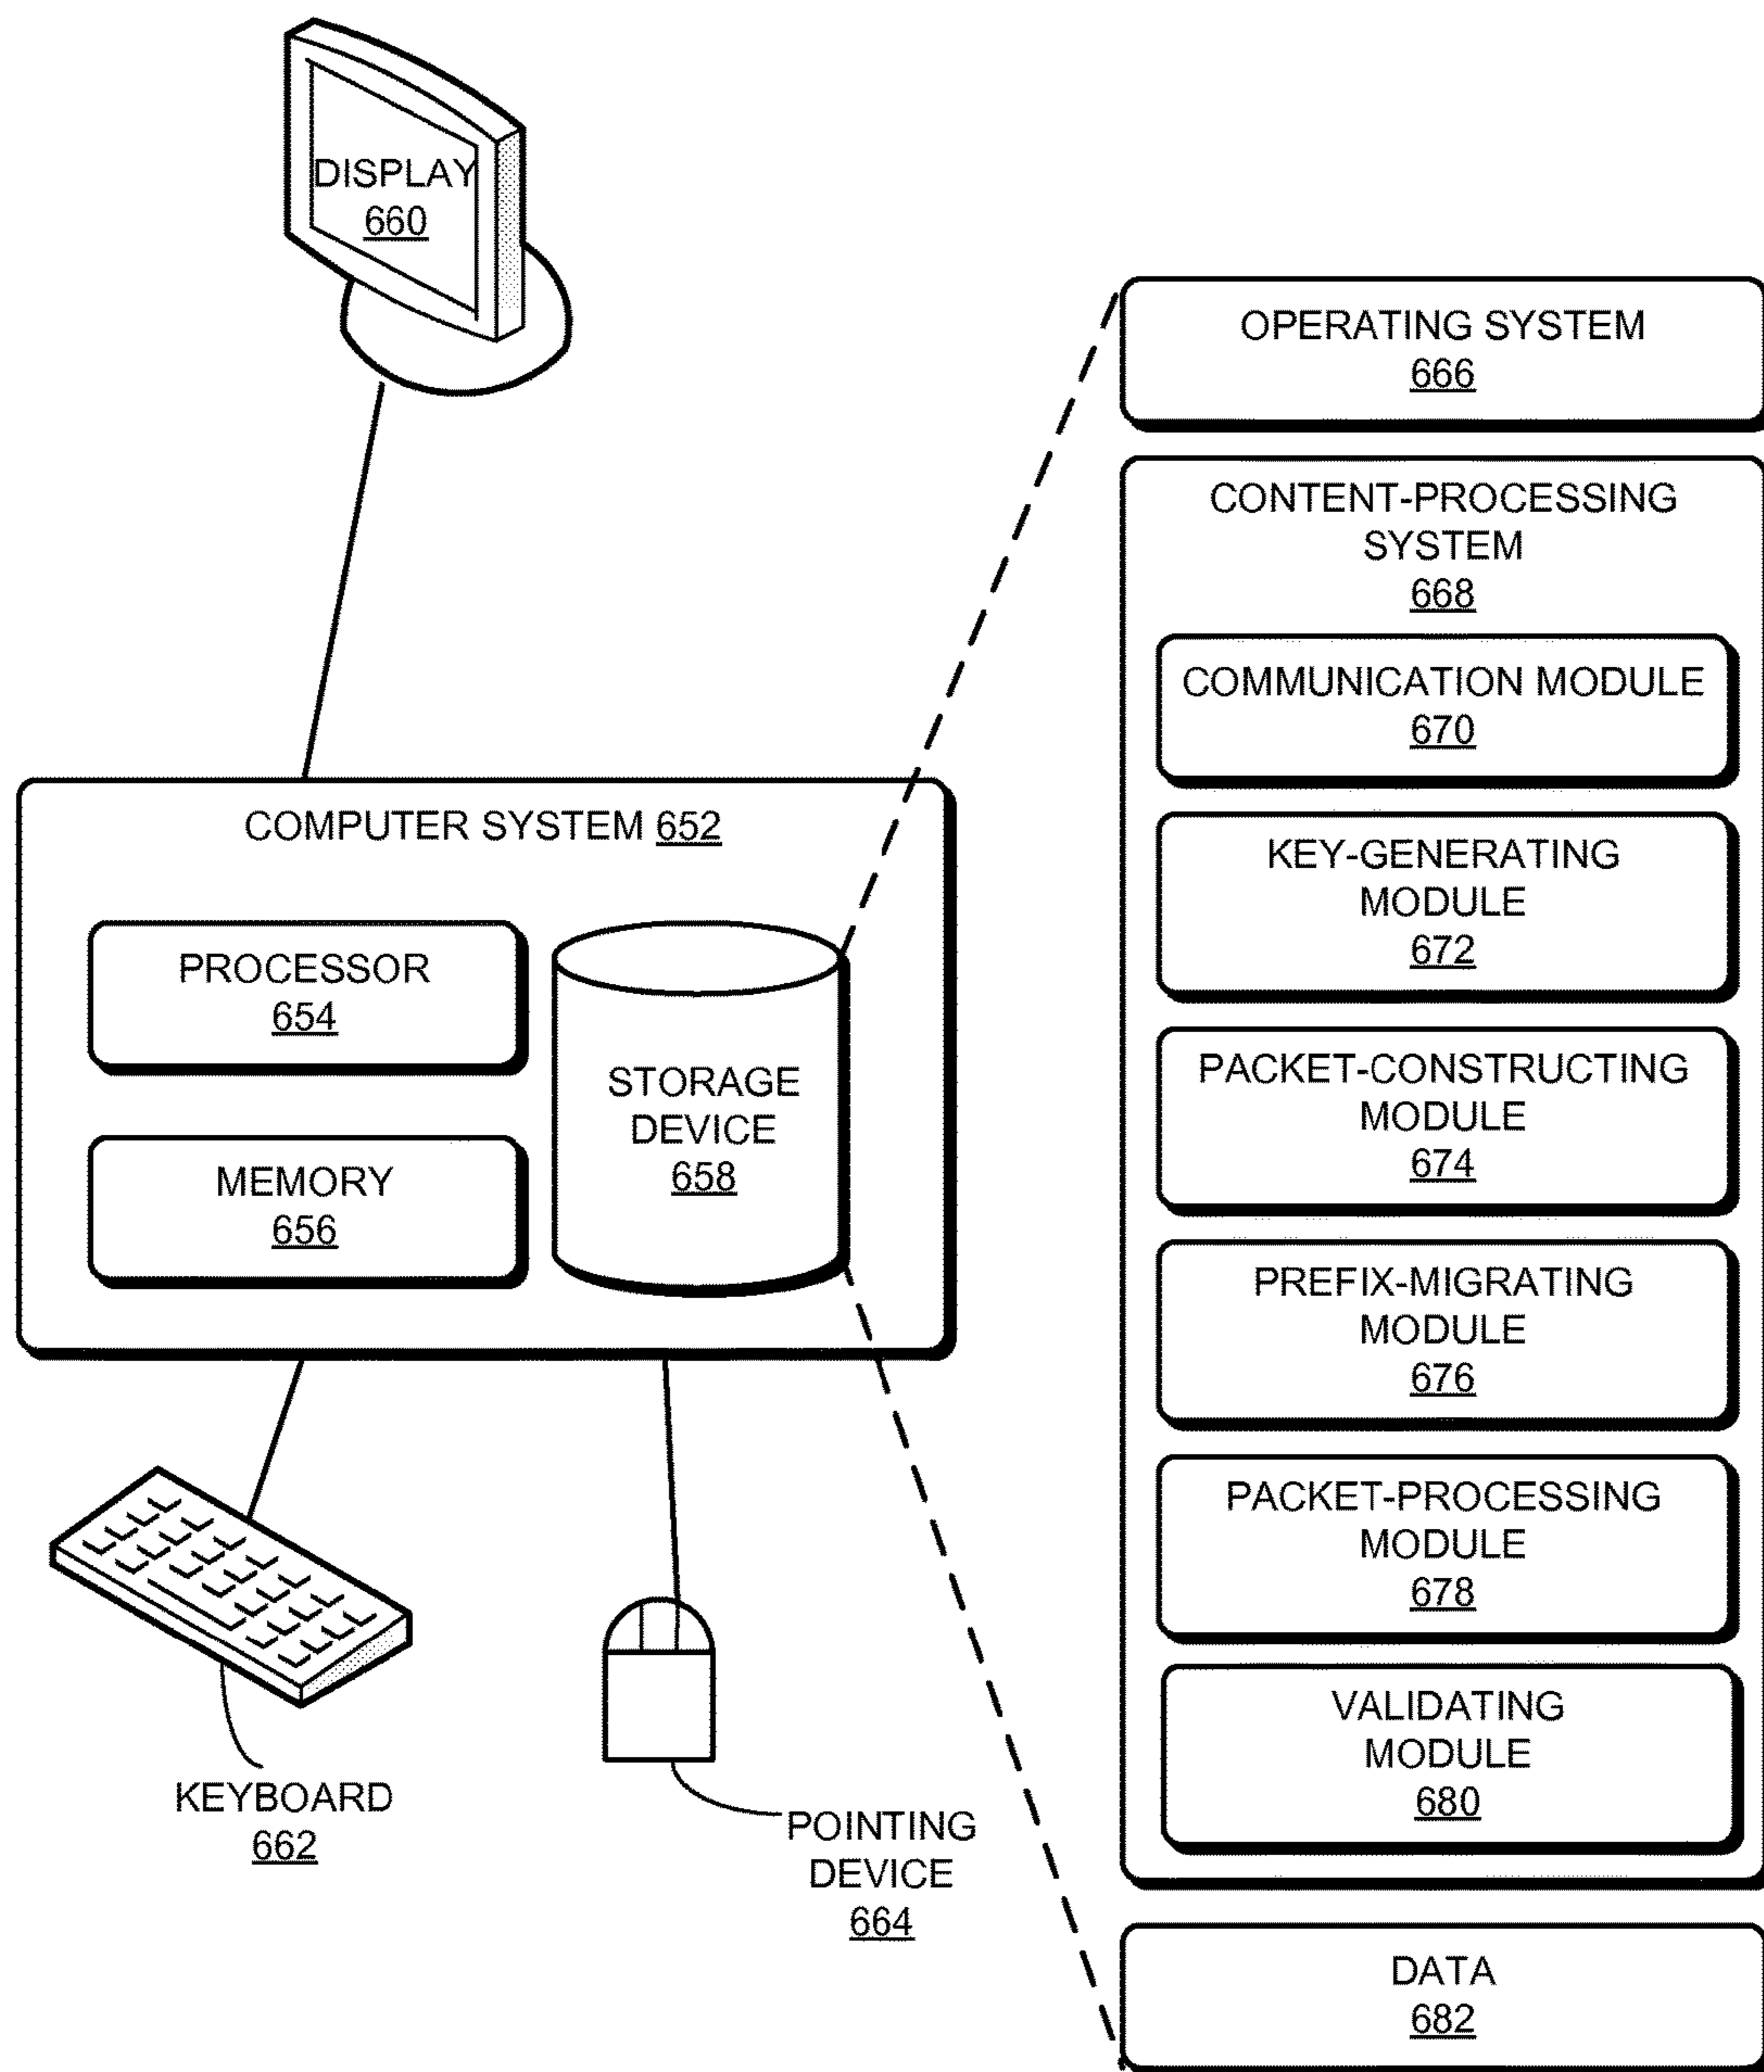 DISPLAY
660
COMPUTER SYSTEM 652
PROCESSOR
654
MEMORY
656
STORAGE
DEVICE
658
KEYBOARD
662
POINTING
DEVICE
664
OPERATING SYSTEM
666
CONTENT-PROCESSING
SYSTEM
668
COMMUNICATION MODULE
670
KEY-GENERATING
MODULE
672
PACKET-CONSTRUCTING
MODULE
674
PREFIX-MIGRATING
MODULE
676
PACKET-PROCESSING
MODULE
678
VALIDATING
MODULE
680
DATA
682